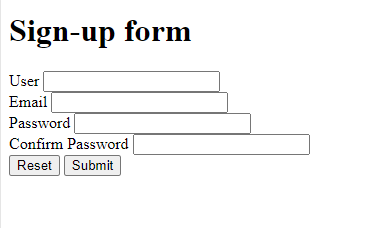 Sign-up form
User
Email
Password
Confirm Password
Reset Submit